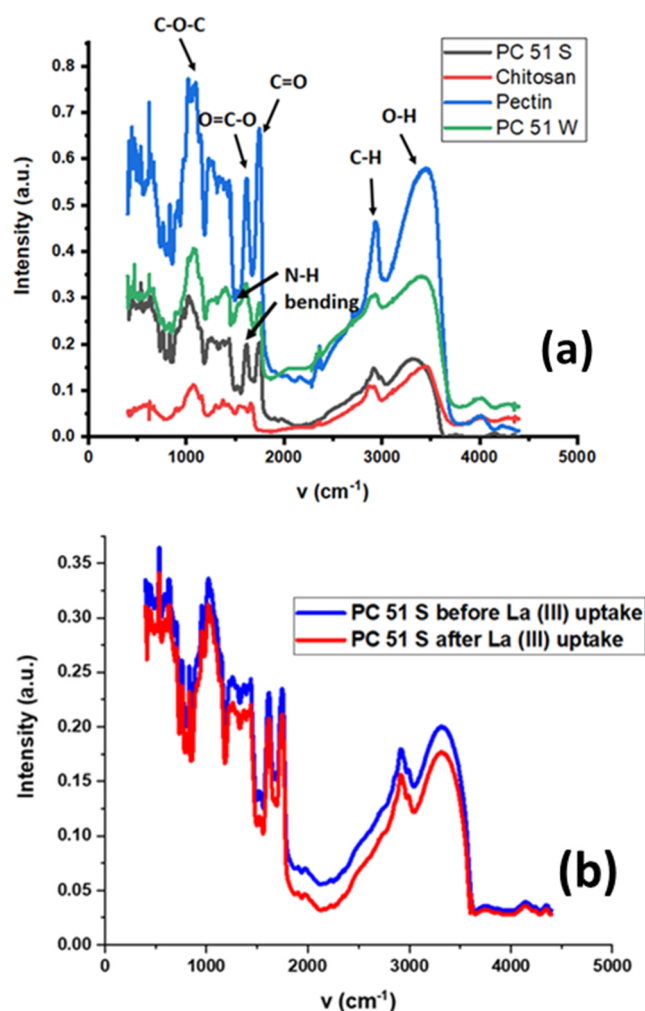 C-O-C
C=O
O=C-O
O-H
C-H
N-H
bending
PC 51 S
Chitosan
Pectin
PC 51 W
(a)
Intensity (a.u.)
0.8
0.7
0.6
0.5
0.4
0.3
0.2
0.1
0.0
0 1000 2000 3000 4000 5000
ν (cm⁻¹)
PC 51 S before La (III) uptake
PC 51 S after La (III) uptake
(b)
Intensity (a.u.)
0.35
0.30
0.25
0.20
0.15
0.10
0.05
0.00
0 1000 2000 3000 4000 5000
ν (cm⁻¹)